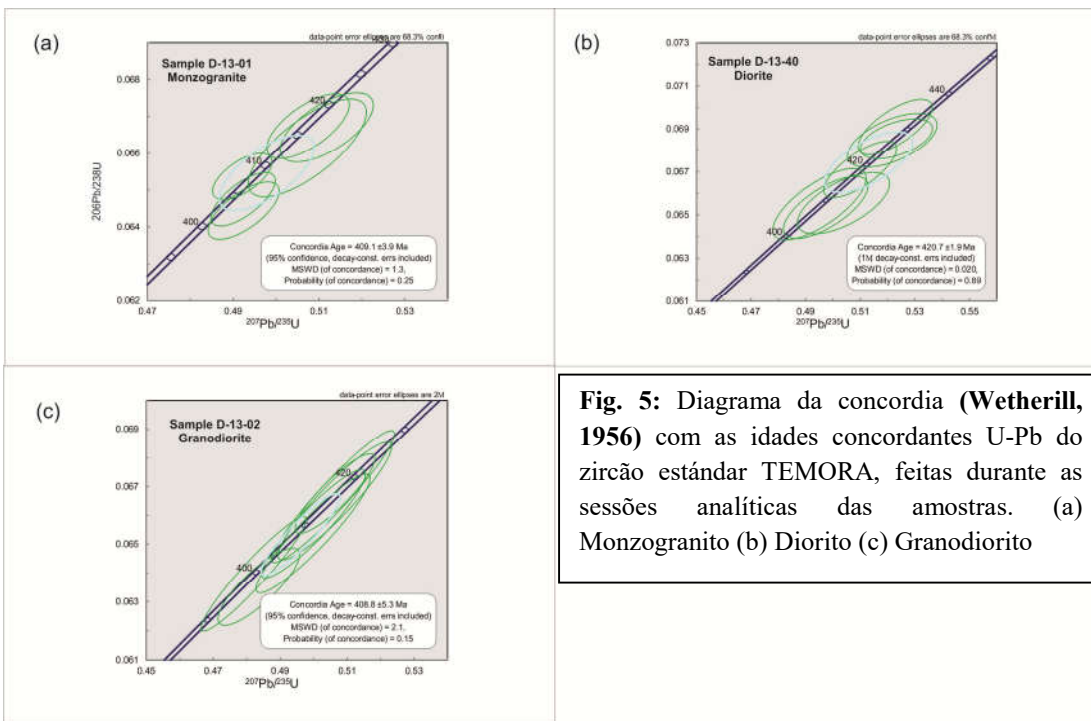 (a)
data-point error ellipses are 68.3% confi
Sample D-13-01
Monzogranite
0.068
0.066
0.064
0.062
206Pb/238U
420
410
400
0.47
0.49
0.51
0.53
207Pb/235U
Concordia Age = 409.1 ±3.9 Ma
(95% confidence, decay-const. errs included)
MSWD (of concordance) = 1.3,
Probability (of concordance) = 0.25
(b)
data-point error ellipses are 68.3% confM
Sample D-13-40
Diorite
0.073
0.071
0.069
0.067
0.065
0.063
0.061
440
420
400
0.45
0.47
0.49
0.51
0.53
0.55
207Pb/235U
Concordia Age = 420.7 ±1.9 Ma
(1M decay-const. errs included)
MSWD (of concordance) = 0.020,
Probability (of concordance) = 0.89
(c)
data-point error ellipses are 2M
Sample D-13-02
Granodiorite
0.069
0.067
0.065
0.063
0.061
420
400
0.45
0.47
0.49
0.51
0.53
207Pb/235U
Concordia Age = 408.8 ±5.3 Ma
(95% confidence, decay-const. errs included)
MSWD (of concordance) = 2.1,
Probability (of concordance) = 0.15
Fig. 5: Diagrama da concordia (Wetherill,
1956) com as idades concordantes U-Pb do
zircão estándar TEMORA, feitas durante as
sessões analíticas das amostras. (a)
Monzogranito (b) Diorito (c) Granodiorito